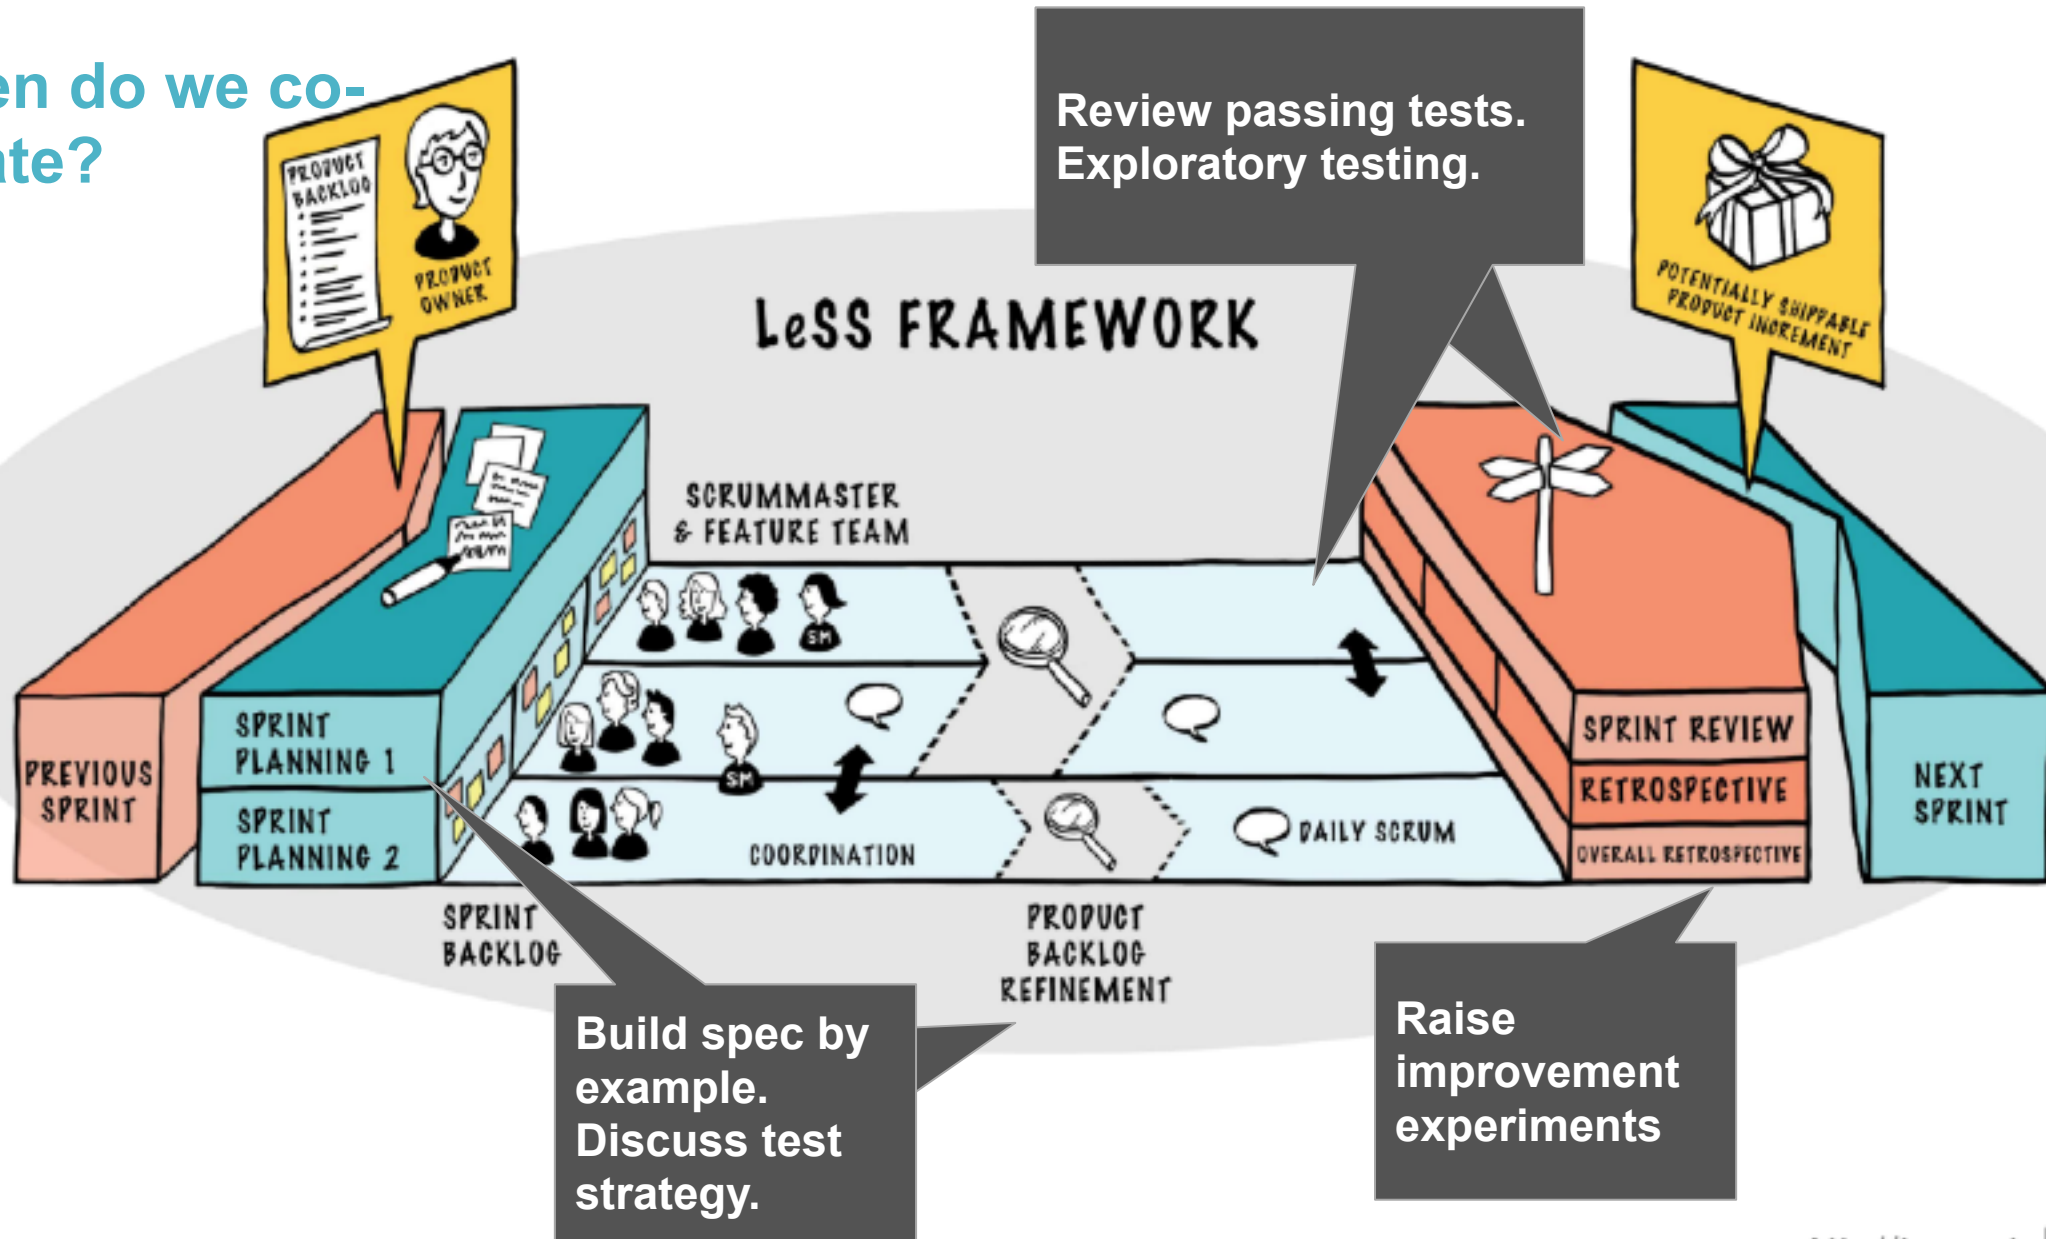 en do we co-
ate?
PRODUCT
BACKLOG
PRODUCT
OWNER
Review passing tests.
Exploratory testing.
POTENTIALLY SHIPPABLE
PRODUCT INCREMENT
LeSS FRAMEWORK
SCRUMMASTER
& FEATURE TEAM
SM
SM
PREVIOUS
SPRINT
SPRINT
PLANNING 1
SPRINT
PLANNING 2
COORDINATION
DAILY SCRUM
SPRINT REVIEW
RETROSPECTIVE
OVERALL RETROSPECTIVE
NEXT
SPRINT
SPRINT
BACKLOG
PRODUCT
BACKLOG
REFINEMENT
Build spec by
example.
Discuss test
strategy.
Raise
improvement
experiments